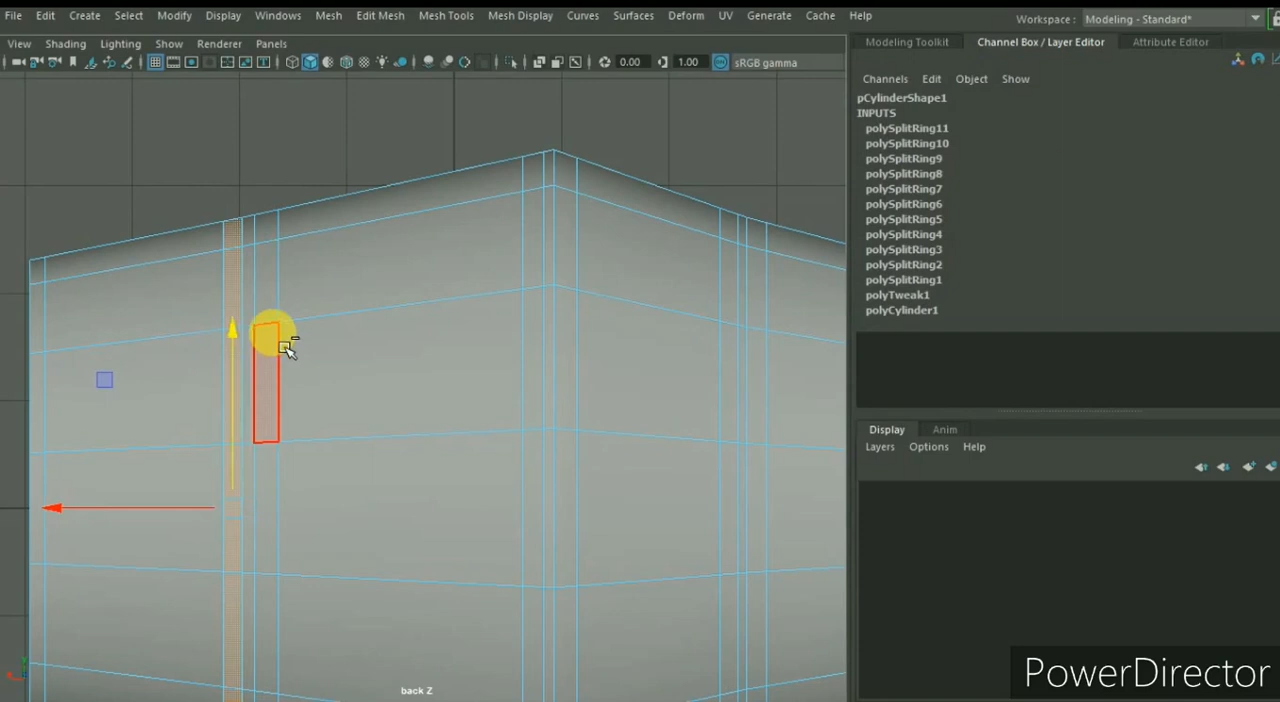 File Edit Create Select Modify Display Windows Mesh Edit Mesh Mesh Tools Mesh Display Curves Surfaces Deform UV Generate Cache Help
Workspace : Modeling - Standard*
View Shading Lighting Show Renderer Panels
0.00 1.00 sRGB gamma
Modeling Toolkit Channel Box / Layer Editor Attribute Editor
Channels Edit Object Show
pCylinderShape1
INPUTS
polySplitRing11
polySplitRing10
polySplitRing9
polySplitRing8
polySplitRing7
polySplitRing6
polySplitRing5
polySplitRing4
polySplitRing3
polySplitRing2
polySplitRing1
polyTweak1
polyCylinder1
Display Anim
Layers Options Help
back Z
PowerDirector